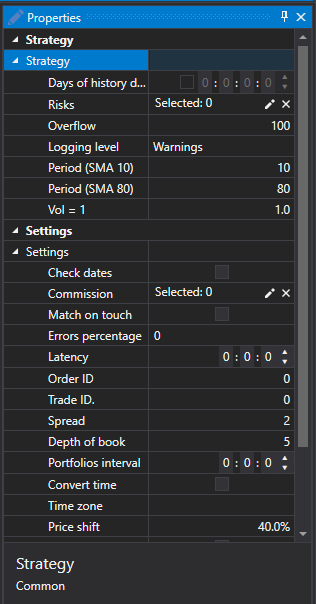 Properties
Strategy
Strategy
Days of history d... 0 : 0 : 0 : 0
Risks Selected: 0
Overflow 100
Logging level Warnings
Period (SMA 10) 10
Period (SMA 80) 80
Vol = 1 1.0
Settings
Settings
Check dates
Commission Selected: 0
Match on touch
Errors percentage 0
Latency 0 : 0 : 0
Order ID 0
Trade ID. 0
Spread 2
Depth of book 5
Portfolios interval 0 : 0 : 0
Convert time
Time zone
Price shift 40.0%
Strategy
Common